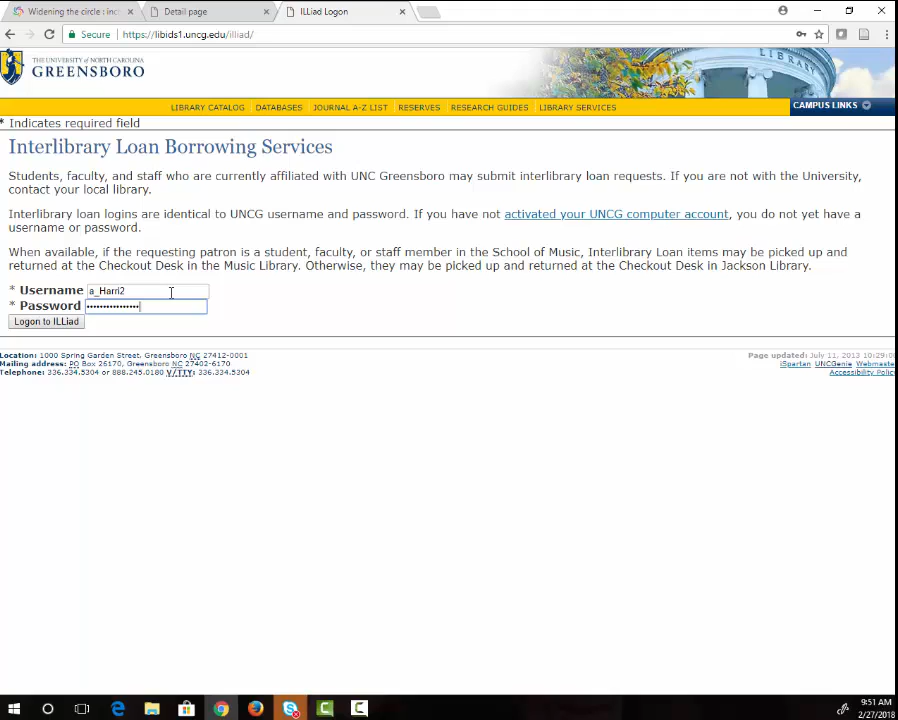 Widening the circle : inc
Detail page
ILLiad Logon
Secure
https://libids1.uncg.edu/illiad/
THE UNIVERSITY OF NORTH CAROLINA
GREENSBORO
LIBRARY
LIBRARY CATALOG DATABASES JOURNAL A-Z LIST RESERVES RESEARCH GUIDES LIBRARY SERVICES
CAMPUS LINKS
* Indicates required field
Interlibrary Loan Borrowing Services
Students, faculty, and staff who are currently affiliated with UNC Greensboro may submit interlibrary loan requests. If you are not with the University,
contact your local library.
Interlibrary loan logins are identical to UNCG username and password. If you have not activated your UNCG computer account, you do not yet have a
username or password.
When available, if the requesting patron is a student, faculty, or staff member in the School of Music, Interlibrary Loan items may be picked up and
returned at the Checkout Desk in the Music Library. Otherwise, they may be picked up and returned at the Checkout Desk in Jackson Library.
* Username a_Harri2
* Password
Logon to ILLiad
Location: 1000 Spring Garden Street, Greensboro NC 27412-0001
Mailing address: PO Box 26170, Greensboro NC 27402-6170
Telephone: 336.334.5304 or 888.245.0180 V/TTY: 336.334.5304
Page updated: July 11, 2013 10:29:0
iSpartan UNCGenie Webmaste
Accessibility Polic
9:51 AM
2/27/2018